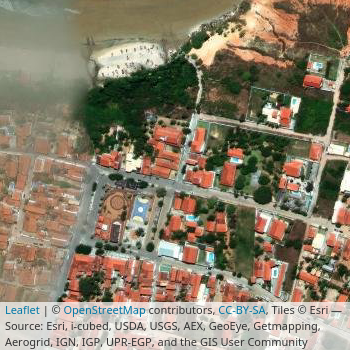 Leaflet | © OpenStreetMap contributors, CC-BY-SA, Tiles © Esri —
Source: Esri, i-cubed, USDA, USGS, AEX, GeoEye, Getmapping,
Aerogrid, IGN, IGP, UPR-EGP, and the GIS User Community